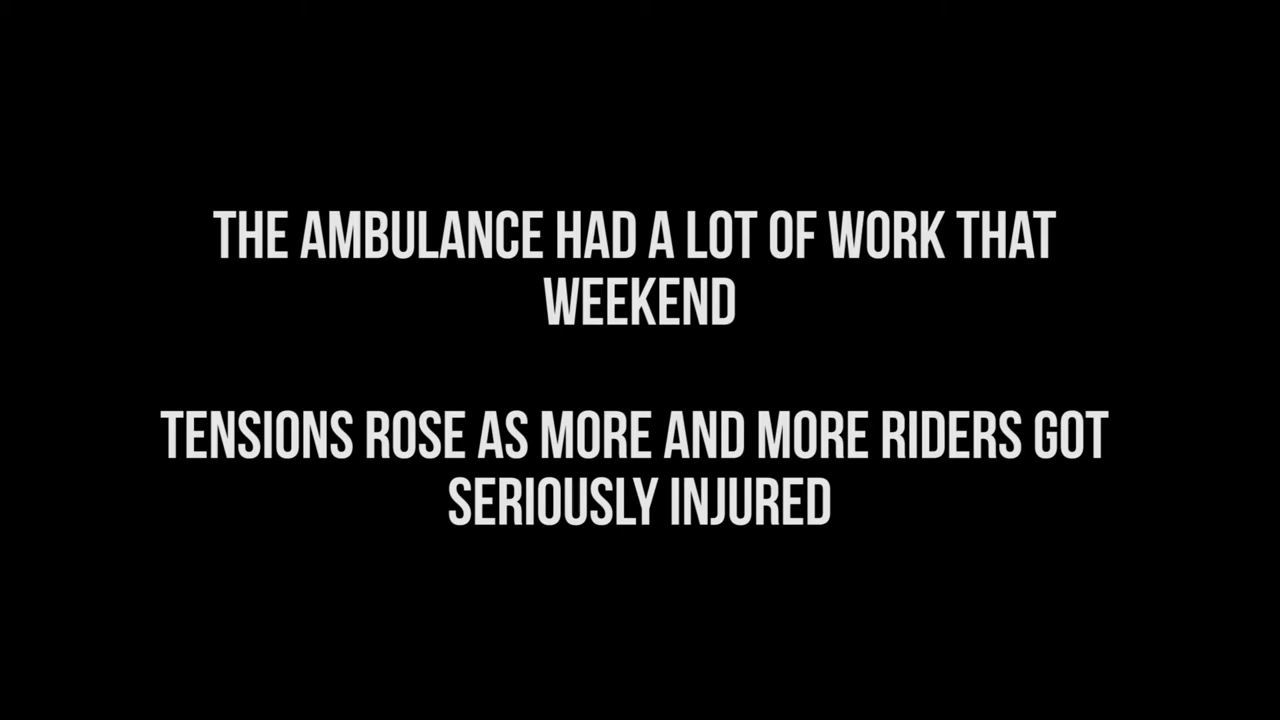 THE AMBULANCE HAD A LOT OF WORK THAT
WEEKEND
TENSIONS ROSE AS MORE AND MORE RIDERS GOT
SERIOUSLY INJURED